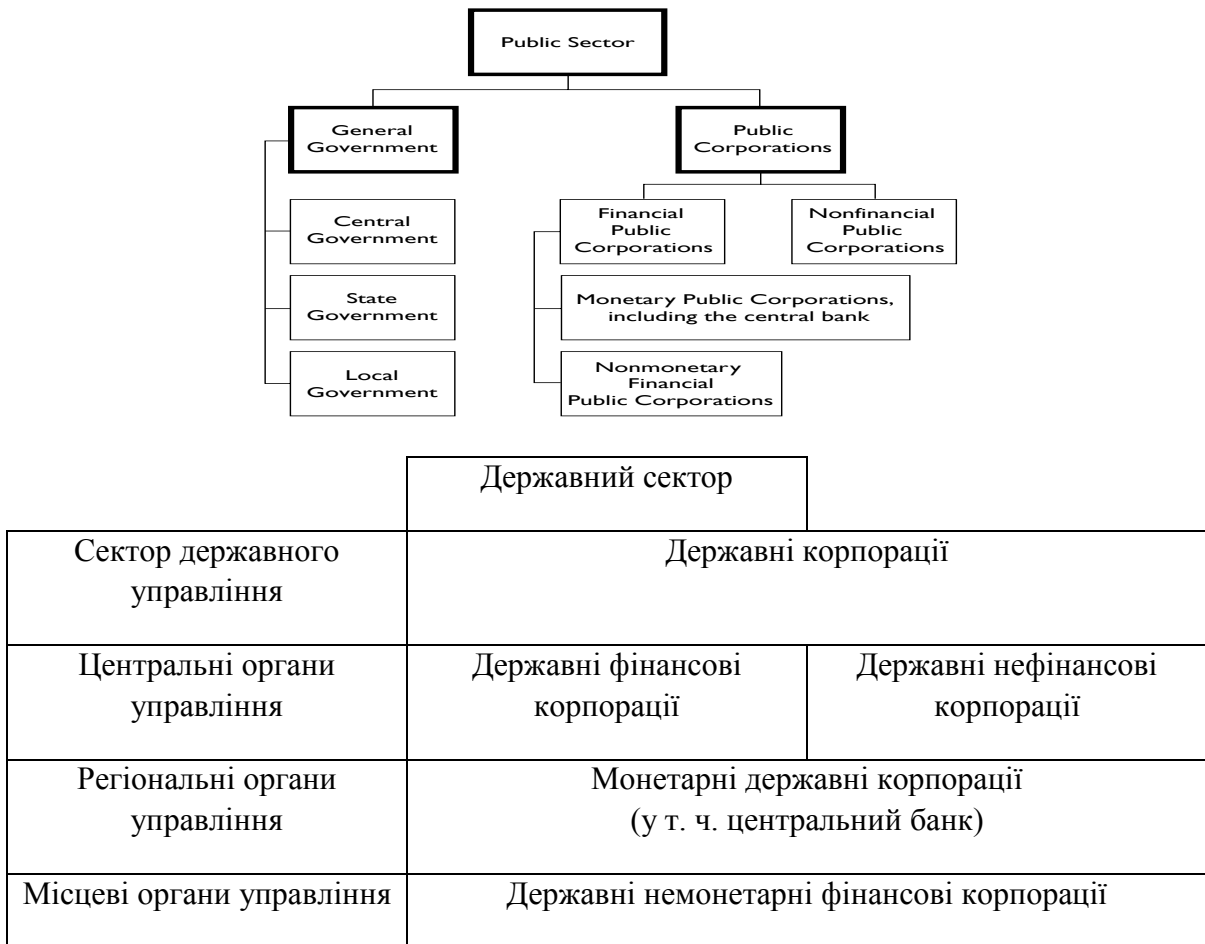 Public Sector
General
Government
Public
Corporations
Central
Government
Financial
Public
Corporations
Nonfinancial
Public
Corporations
State
Government
Monetary Public Corporations,
including the central bank
Local
Government
Nonmonetary
Financial
Public Corporations
Державний сектор
Сектор державного
управління
Державні корпорації
Центральні органи
управління
Державні фінансові
корпорації
Державні нефінансові
корпорації
Регіональні органи
управління
Монетарні державні корпорації
(у т. ч. центральний банк)
Місцеві органи управління
Державні немонетарні фінансові корпорації